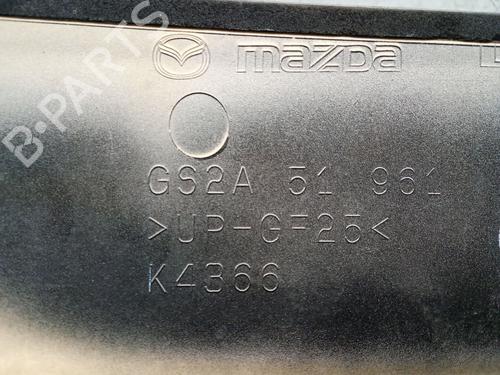 mazda
GS2A 51 961
>UP-GF25<
K4366
B-PARTS